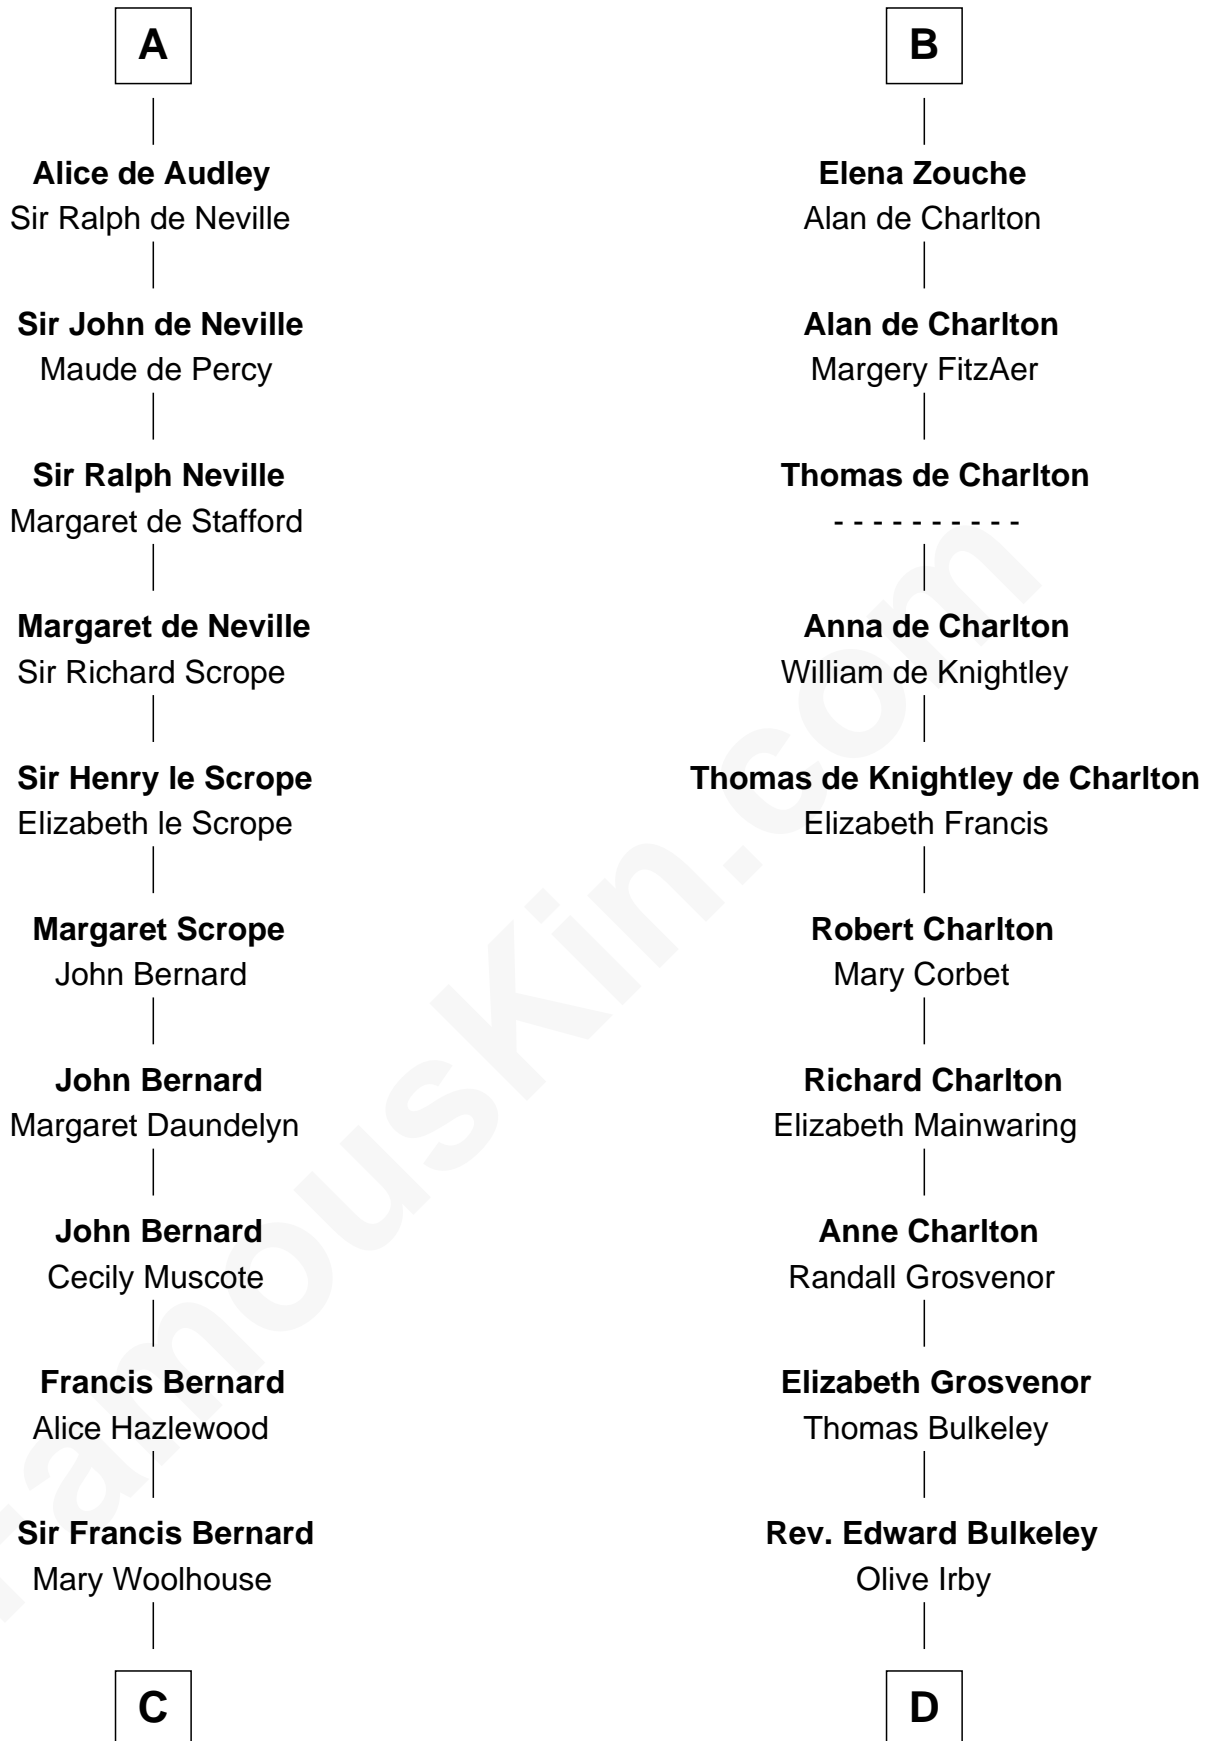 A
Alice de Audley
Sir Ralph de Neville
Sir John de Neville
Maude de Percy
Sir Ralph Neville
Margaret de Stafford
Margaret de Neville
Sir Richard Scrope
Sir Henry le Scrope
Elizabeth le Scrope
Margaret Scrope
John Bernard
John Bernard
Margaret Daundelyn
John Bernard
Cecily Muscote
Francis Bernard
Alice Hazlewood
Sir Francis Bernard
Mary Woolhouse
C
B
Elena Zouche
Alan de Charlton
Alan de Charlton
Margery FitzAer
Thomas de Charlton
- - - - - - - - - -
Anna de Charlton
William de Knightley
Thomas de Knightley de Charlton
Elizabeth Francis
Robert Charlton
Mary Corbet
Richard Charlton
Elizabeth Mainwaring
Anne Charlton
Randall Grosvenor
Elizabeth Grosvenor
Thomas Bulkeley
Rev. Edward Bulkeley
Olive Irby
D
FamousKin.com